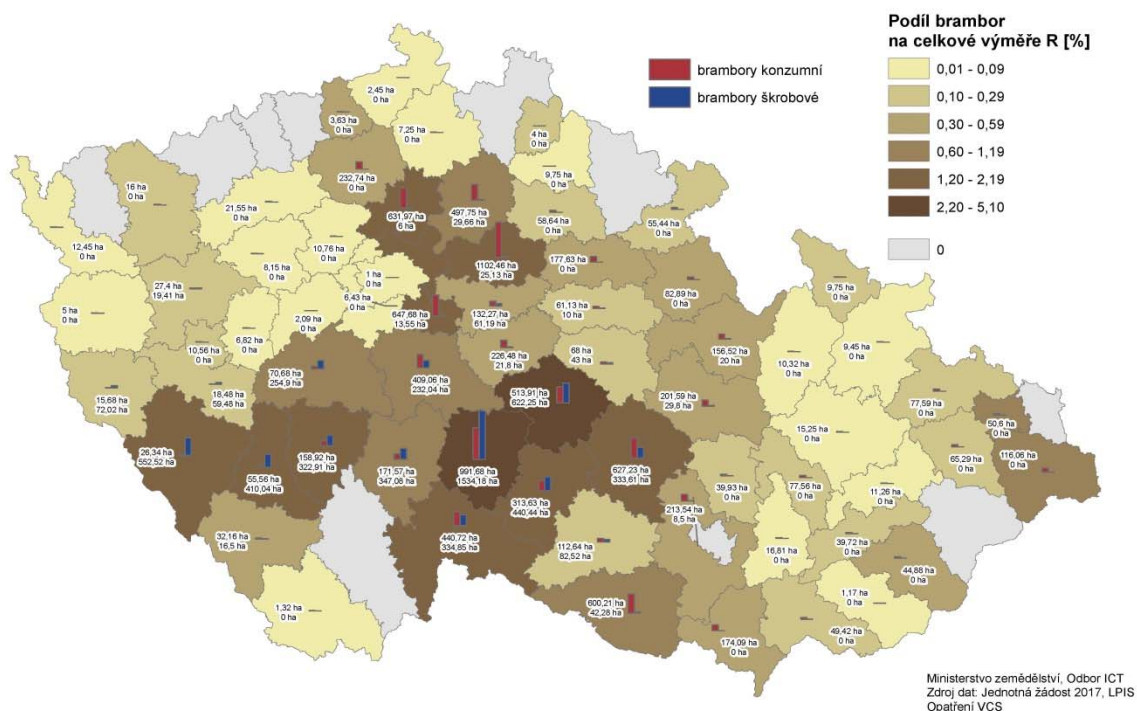 Podíl brambor
na celkové výměře R [%]
brambory konzumní
brambory škrobové
0,01 - 0,09
0,10 - 0,29
0,30 - 0,59
0,60 - 1,19
1,20 - 2,19
2,20 - 5,10
0
2,45 ha
0 ha
3,63 ha
0 ha
7,25 ha
0 ha
4 ha
0 ha
16 ha
0 ha
232,74 ha
0 ha
9,75 ha
0 ha
21,55 ha
0 ha
631,97 ha
6 ha
497,75 ha
29,66 ha
58,64 ha
0 ha
55,44 ha
0 ha
12,45 ha
0 ha
10,76 ha
0 ha
8,15 ha
0 ha
1102,46 ha
25,13 ha
177,63 ha
0 ha
1 ha
0 ha
9,75 ha
0 ha
27,4 ha
19,41 ha
82,89 ha
0 ha
5 ha
0 ha
6,43 ha
0 ha
647,68 ha
13,55 ha
132,27 ha
61,19 ha
61,13 ha
10 ha
2,09 ha
0 ha
6,82 ha
0 ha
10,56 ha
0 ha
156,52 ha
20 ha
9,45 ha
0 ha
10,32 ha
0 ha
226,48 ha
21,8 ha
68 ha
43 ha
409,06 ha
232,04 ha
70,68 ha
254,9 ha
15,68 ha
72,02 ha
18,48 ha
59,48 ha
513,91 ha
622,25 ha
201,59 ha
29,8 ha
77,59 ha
0 ha
50,6 ha
0 ha
15,25 ha
0 ha
116,06 ha
0 ha
65,29 ha
0 ha
26,34 ha
552,52 ha
158,92 ha
322,91 ha
55,56 ha
410,04 ha
171,57 ha
347,08 ha
991,68 ha
1534,18 ha
627,23 ha
333,61 ha
39,93 ha
0 ha
77,56 ha
0 ha
11,26 ha
0 ha
313,63 ha
440,44 ha
213,54 ha
8,5 ha
32,16 ha
16,5 ha
440,72 ha
334,85 ha
112,64 ha
82,52 ha
16,81 ha
0 ha
39,72 ha
0 ha
44,88 ha
0 ha
1,32 ha
0 ha
600,21 ha
42,28 ha
1,17 ha
0 ha
49,42 ha
0 ha
174,09 ha
0 ha
Ministerstvo zemědělství, Odbor ICT
Zdroj dat: Jednotná žádost 2017, LPIS
Opatření VCS